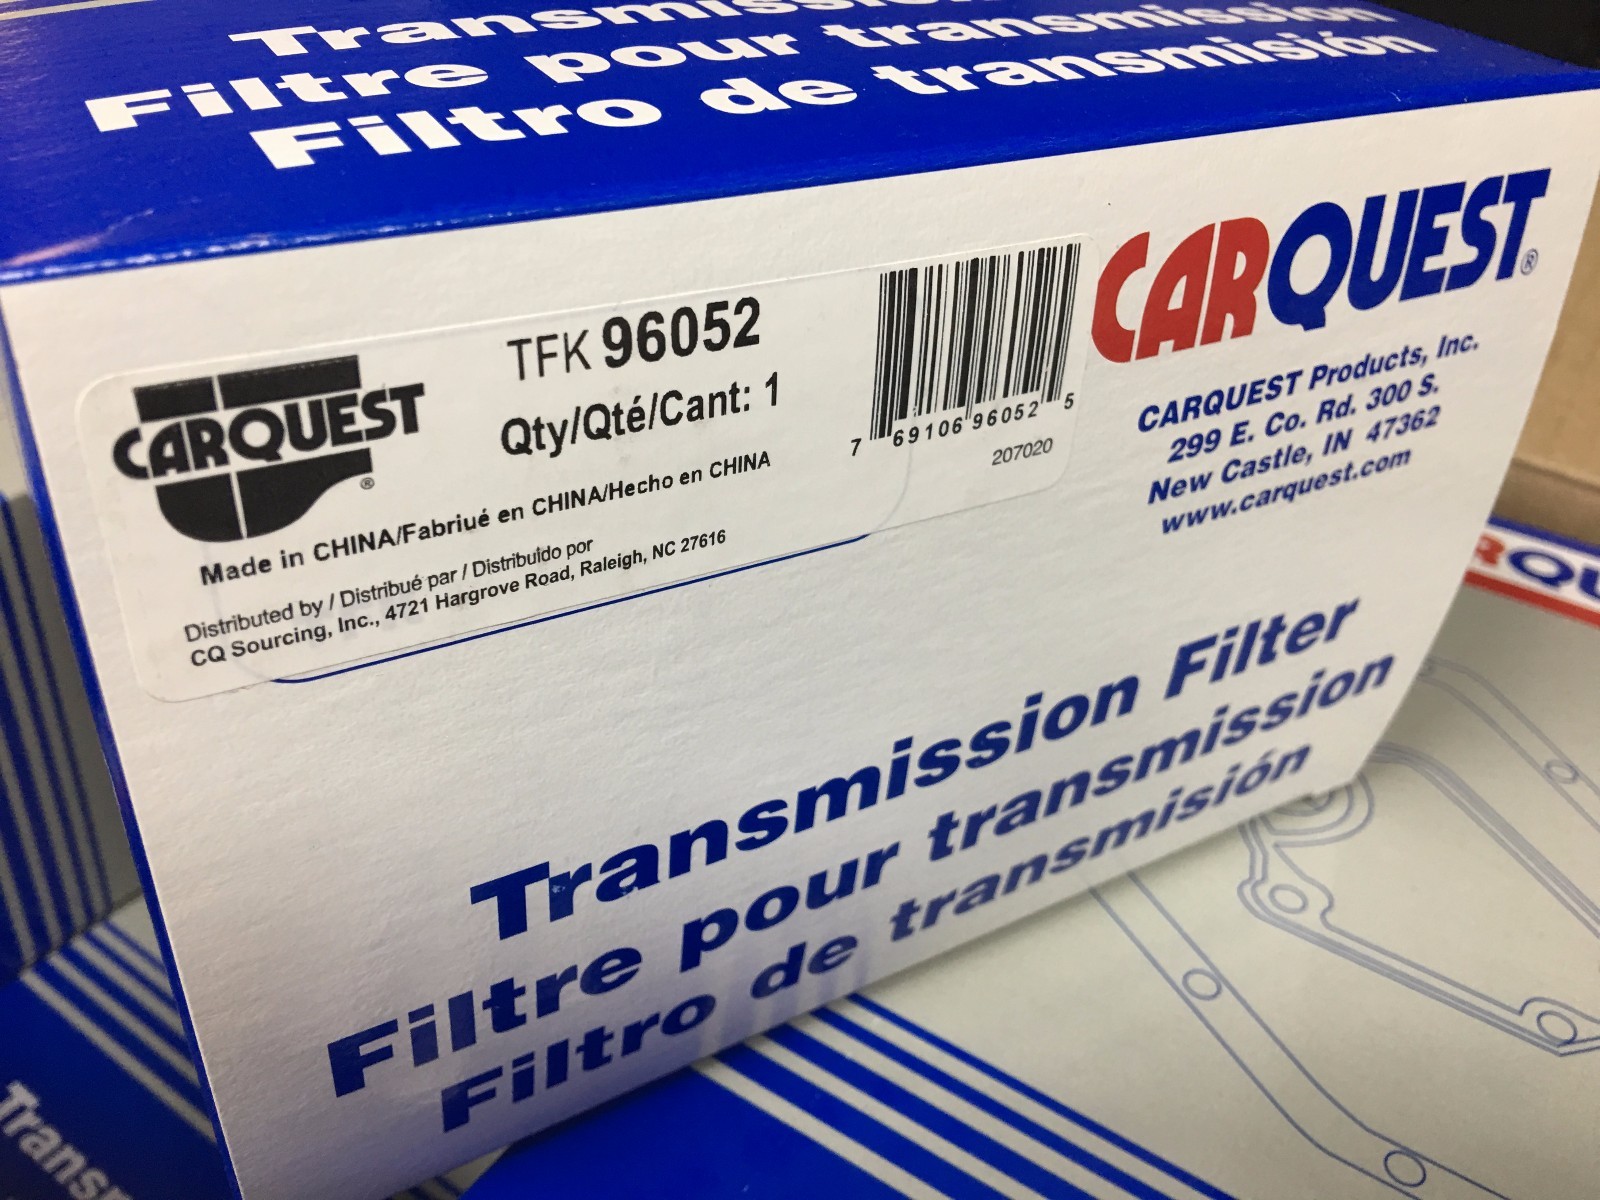 Transmission
Filtre pour transmission
Filtro de transmisión
CARQUEST®
TFK 96052
Qty/Qté/Cant: 1
Made in CHINA/Fabriué en CHINA/Hecho en CHINA
Distributed by / Distribué par / Distribuido por
CQ Sourcing, Inc., 4721 Hargrove Road, Raleigh, NC 27616
7 69106 96052 5
207020
CARQUEST®
CARQUEST Products, Inc.
299 E. Co. Rd. 300 S.
New Castle, IN 47362
www.carquest.com
Transmission Filter
Filtre pour transmission
Filtro de transmisión